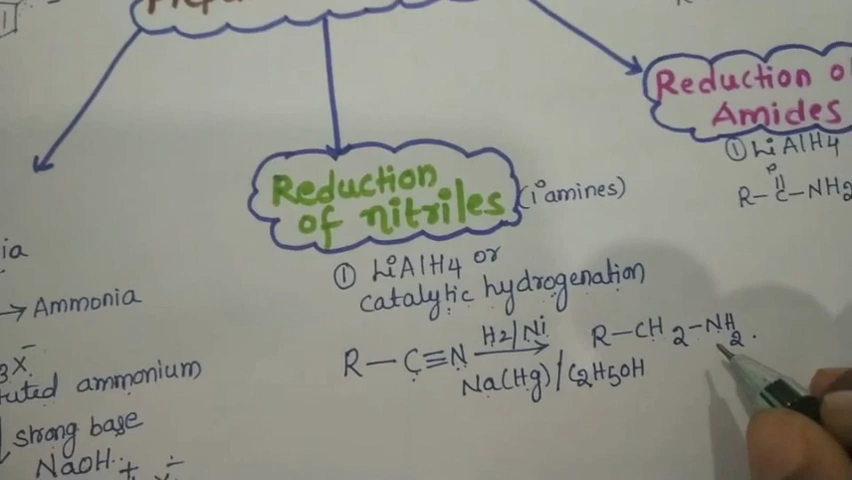 Reduction
of nitriles
(1° amines)
① LiAlH4 or
catalytic hydrogenation
R—C≡N
H2/Ni
Na(Hg)/C2H5OH
R—CH2—NH2.
Reduction o
Amides
① LiAlH4
O
R—C—NH2
ia
→ Ammonia
3X⁻
tuted ammonium
strong base
NaOH
+ X⁻